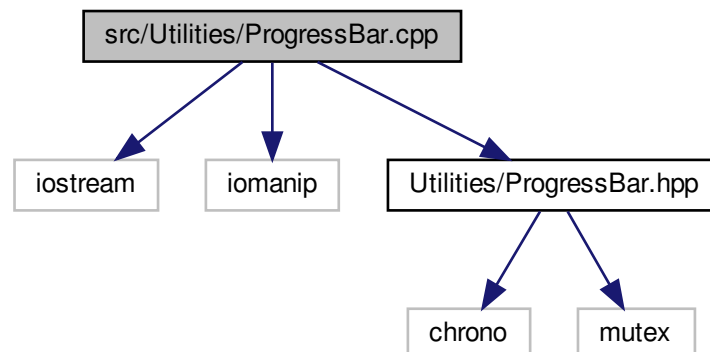 src/Utilities/ProgressBar.cpp
iostream
iomanip
Utilities/ProgressBar.hpp
chrono
mutex